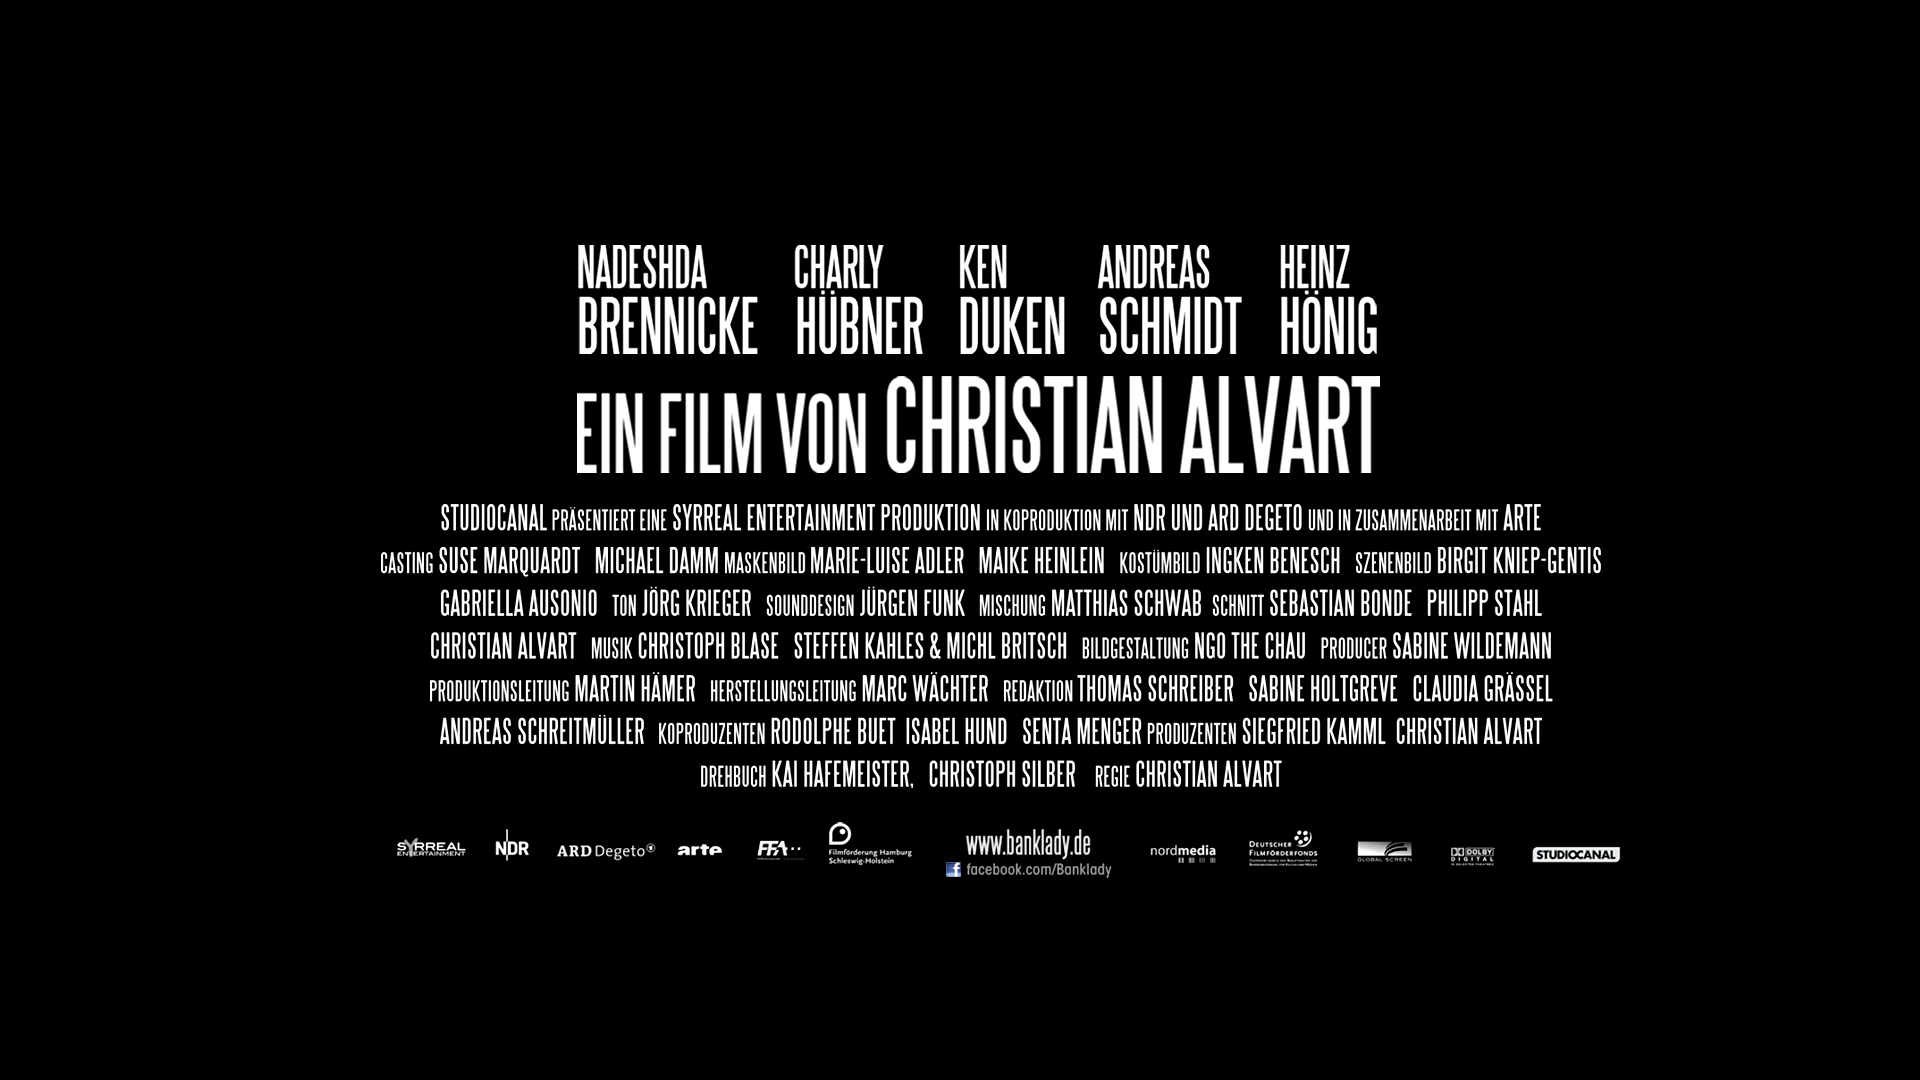 NADESHDA CHARLY KEN ANDREAS HEINZ
BRENNICKE HÜBNER DUKEN SCHMIDT HÖNIG
EIN FILM VON CHRISTIAN ALVART
STUDIOCANAL PRÄSENTIERT EINE SYRREAL ENTERTAINMENT PRODUKTION IN KOPRODUKTION MIT NDR UND ARD DEGETO UND IN ZUSAMMENARBEIT MIT ARTE
CASTING SUSE MARQUARDT MICHAEL DAMM MASKENBILD MARIE-LUISE ADLER MAIKE HEINLEIN KOSTÜMBILD INGKEN BENESCH SZENENBILD BIRGIT KNIEP-GENTIS
GABRIELLA AUSONIO TON JÖRG KRIEGER SOUNDDESIGN JÜRGEN FUNK MISCHUNG MATTHIAS SCHWAB SCHNITT SEBASTIAN BONDE PHILIPP STAHL
CHRISTIAN ALVART MUSIK CHRISTOPH BLASE STEFFEN KAHLES & MICHL BRITSCH BILDGESTALTUNG NGO THE CHAU PRODUCER SABINE WILDEMANN
PRODUKTIONSLEITUNG MARTIN HÄMER HERSTELLUNGSLEITUNG MARC WÄCHTER REDAKTION THOMAS SCHREIBER SABINE HOLTGREVE CLAUDIA GRÄSSEL
ANDREAS SCHREITMÜLLER KOPRODUZENTEN RODOLPHE BUET ISABEL HUND SENTA MENGER PRODUZENTEN SIEGFRIED KAMML CHRISTIAN ALVART
DREHBUCH KAI HAFEMEISTER, CHRISTOPH SILBER REGIE CHRISTIAN ALVART
SYRREAL ENTERTAINMENT
NDR
ARD Degeto
arte
FFA
Filmförderung Hamburg
Schleswig-Holstein
www.banklady.de
facebook.com/Banklady
nordmedia
DEUTSCHER
FILMFÖRDERFONDS
GLOBAL SCREEN
DOLBY
DIGITAL
IN SELECTED THEATRES
STUDIOCANAL